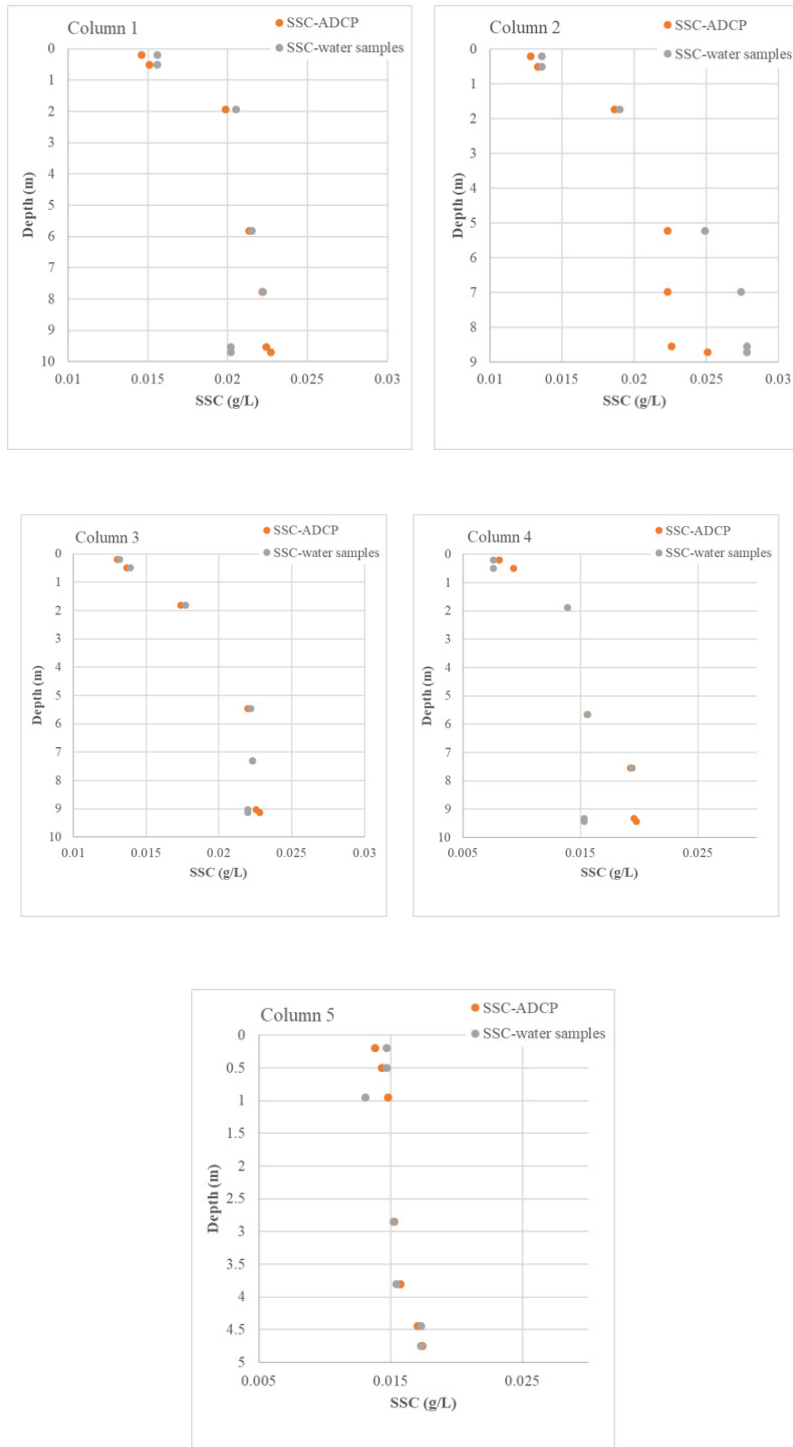 Column 1
SSC-ADCP
SSC-water samples
0
1
2
3
4
5
6
7
8
9
10
Depth (m)
0.01 0.015 0.02 0.025 0.03
SSC (g/L)
Column 2
SSC-ADCP
SSC-water samples
0
1
2
3
4
5
6
7
8
9
Depth (m)
0.01 0.015 0.02 0.025 0.03
SSC (g/L)
Column 3
SSC-ADCP
SSC-water samples
0
1
2
3
4
5
6
7
8
9
10
Depth (m)
0.01 0.015 0.02 0.025 0.03
SSC (g/L)
Column 4
SSC-ADCP
SSC-water samples
0
1
2
3
4
5
6
7
8
9
10
Depth (m)
0.005 0.015 0.025
SSC (g/L)
Column 5
SSC-ADCP
SSC-water samples
0
0.5
1
1.5
2
2.5
3
3.5
4
4.5
5
Depth (m)
0.005 0.015 0.025
SSC (g/L)